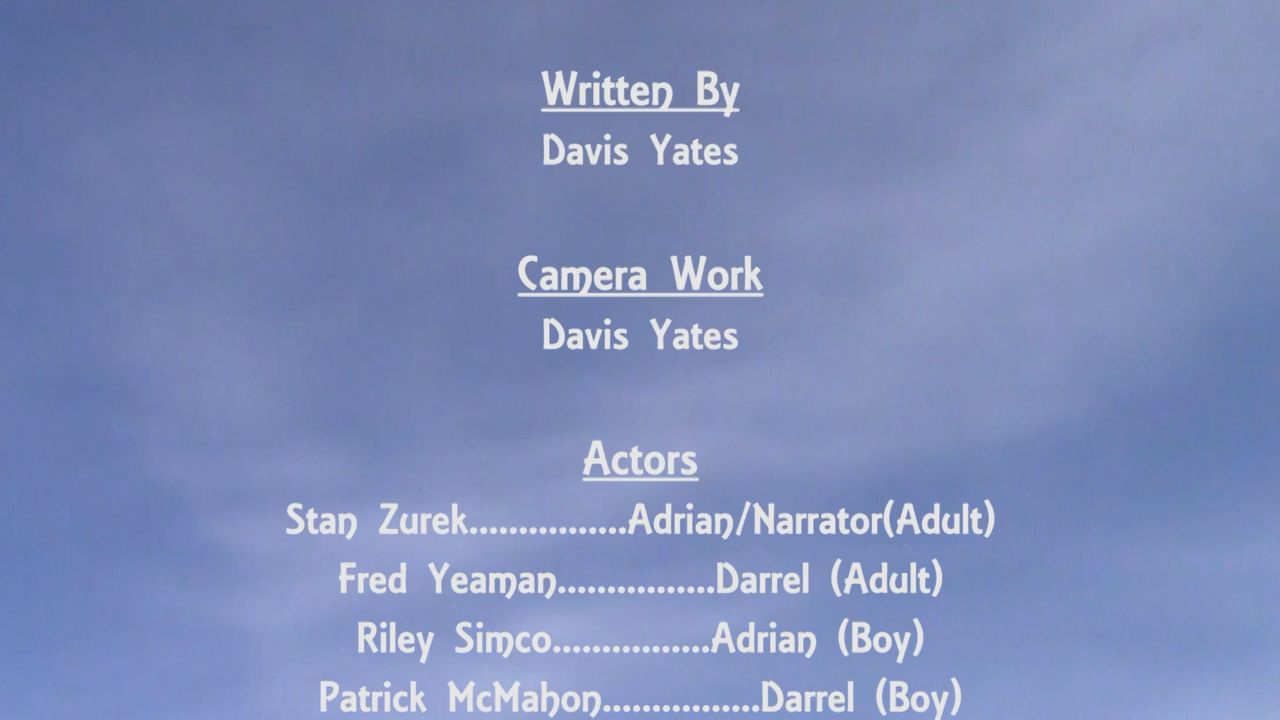 Written By
Davis Yates
Camera Work
Davis Yates
Actors
Stan Zurek................Adrian/Narrator(Adult)
Fred Yeaman................Darrel (Adult)
Riley Simco................Adrian (Boy)
Patrick McMahon................Darrel (Boy)